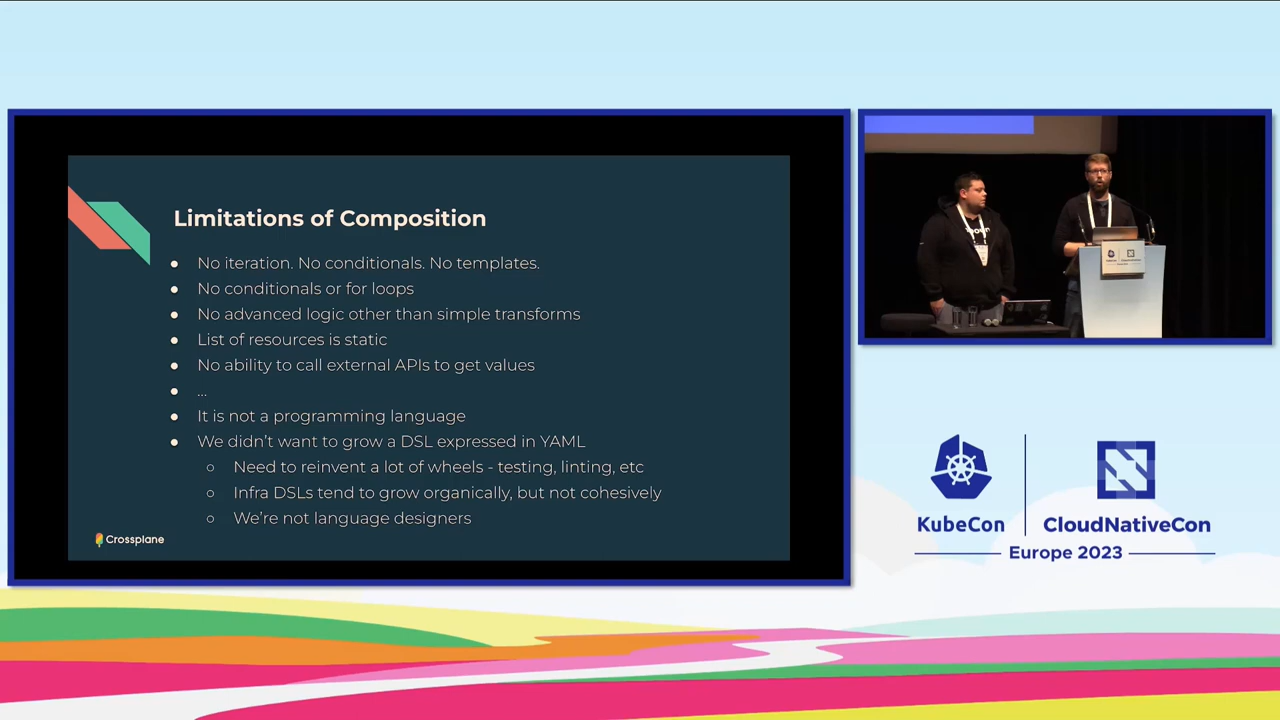 Limitations of Composition
● No iteration. No conditionals. No templates.
● No conditionals or for loops
● No advanced logic other than simple transforms
● List of resources is static
● No ability to call external APIs to get values
● ...
● It is not a programming language
● We didn't want to grow a DSL expressed in YAML
○ Need to reinvent a lot of wheels - testing, linting, etc
○ Infra DSLs tend to grow organically, but not cohesively
○ We're not language designers
Crossplane
KubeCon
CloudNativeCon
Europe 2023